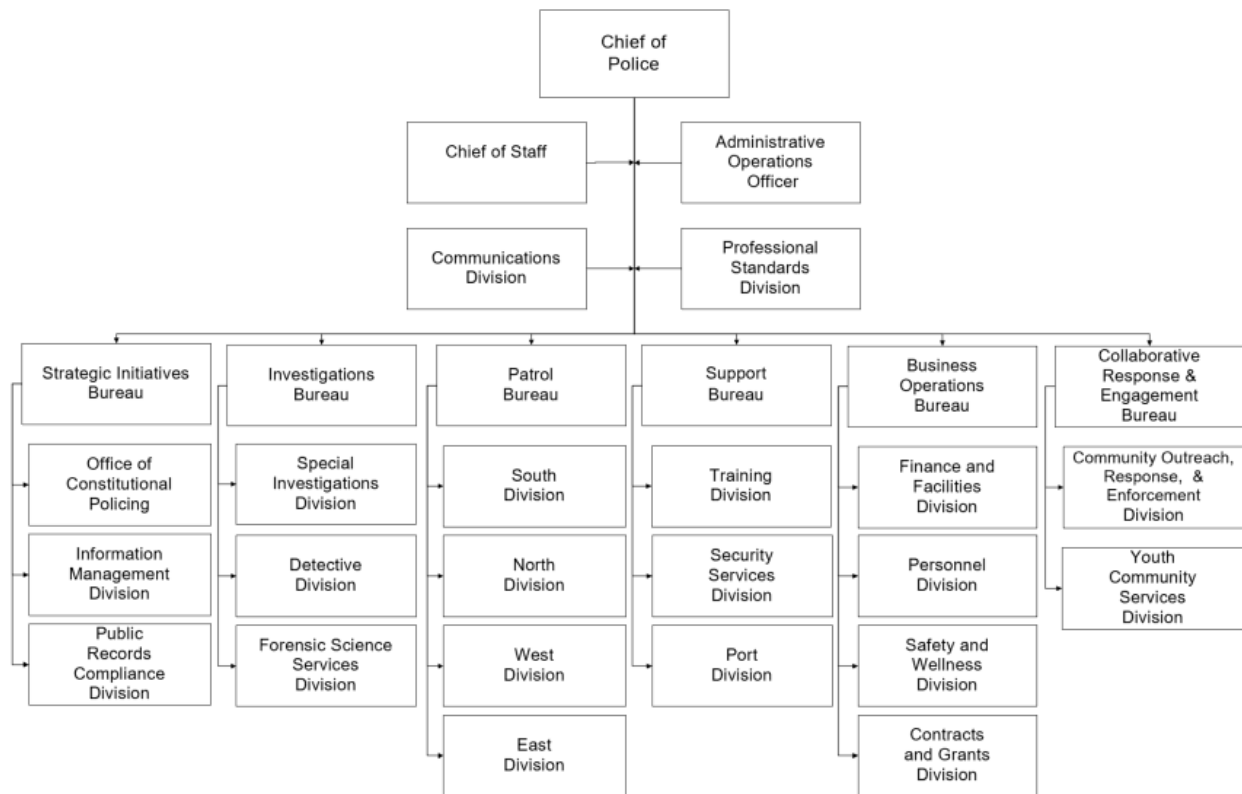 Chief of
Police
Chief of Staff
Administrative
Operations
Officer
Communications
Division
Professional
Standards
Division
Strategic Initiatives
Bureau
Investigations
Bureau
Patrol
Bureau
Support
Bureau
Business
Operations
Bureau
Collaborative
Response &
Engagement
Bureau
Office of
Constitutional
Policing
Special
Investigations
Division
South
Division
Training
Division
Finance and
Facilities
Division
Community Outreach,
Response, &
Enforcement
Division
Information
Management
Division
Detective
Division
North
Division
Security
Services
Division
Personnel
Division
Youth
Community
Services
Division
Public
Records
Compliance
Division
Forensic Science
Services
Division
West
Division
Port
Division
Safety and
Wellness
Division
East
Division
Contracts
and Grants
Division